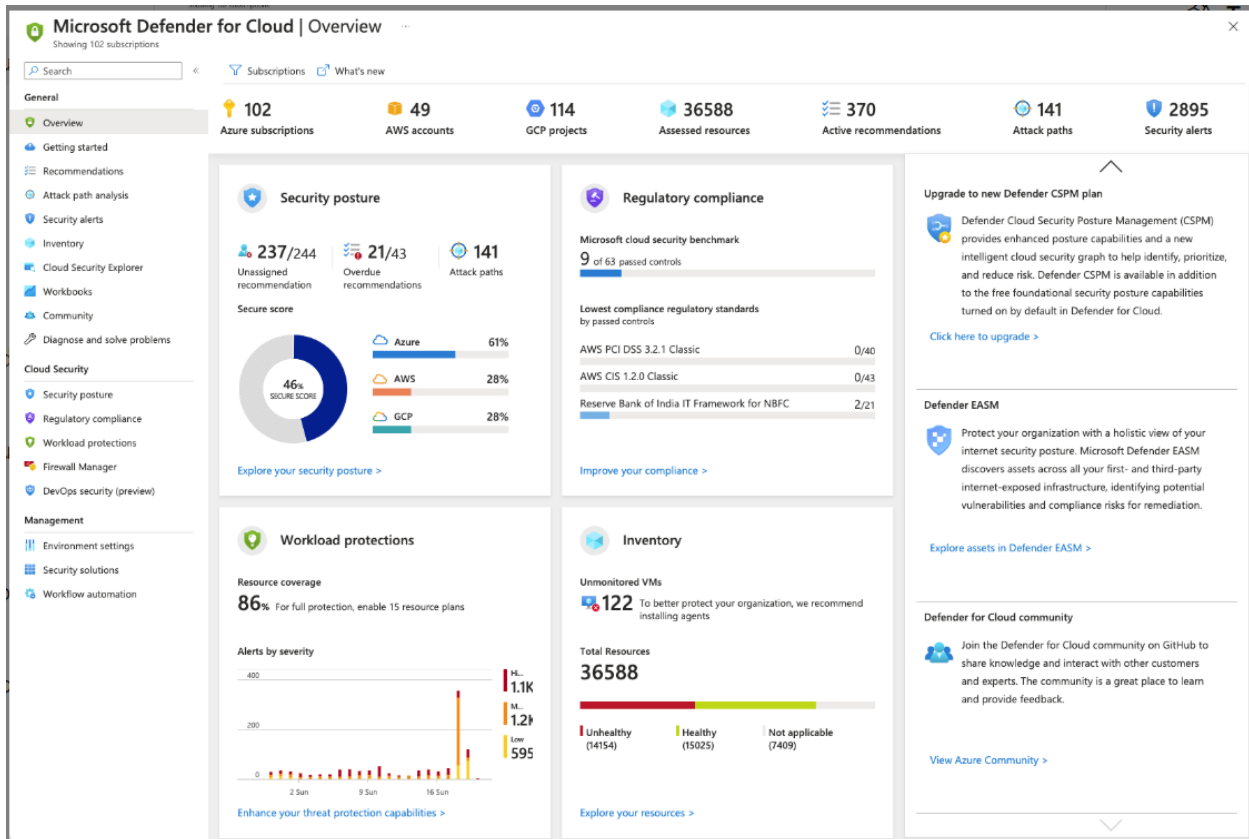 Microsoft Defender for Cloud | Overview ...
Showing 102 subscriptions
Search
«
Subscriptions
What's new
General
Overview
Getting started
Recommendations
Attack path analysis
Security alerts
Inventory
Cloud Security Explorer
Workbooks
Community
Diagnose and solve problems
Cloud Security
Security posture
Regulatory compliance
Workload protections
Firewall Manager
DevOps security (preview)
Management
Environment settings
Security solutions
Workflow automation
102
Azure subscriptions
49
AWS accounts
114
GCP projects
36588
Assessed resources
370
Active recommendations
141
Attack paths
2895
Security alerts
Security posture
237/244
Unassigned
recommendation
21/43
Overdue
recommendations
141
Attack paths
Secure score
46%
SECURE SCORE
Azure 61%
AWS 28%
GCP 28%
Explore your security posture >
Regulatory compliance
Microsoft cloud security benchmark
9 of 63 passed controls
Lowest compliance regulatory standards
by passed controls
AWS PCI DSS 3.2.1 Classic 0/40
AWS CIS 1.2.0 Classic 0/43
Reserve Bank of India IT Framework for NBFC 2/21
Improve your compliance >
Workload protections
Resource coverage
86% For full protection, enable 15 resource plans
Alerts by severity
400
200
0
2 Sun 9 Sun 16 Sun
Hi...
1.1K
M...
1.2K
Low
595
Enhance your threat protection capabilities >
Inventory
Unmonitored VMs
122 To better protect your organization, we recommend
installing agents
Total Resources
36588
Unhealthy
(14154)
Healthy
(15025)
Not applicable
(7409)
Explore your resources >
Upgrade to new Defender CSPM plan
Defender Cloud Security Posture Management (CSPM)
provides enhanced posture capabilities and a new
intelligent cloud security graph to help identify, prioritize,
and reduce risk. Defender CSPM is available in addition
to the free foundational security posture capabilities
turned on by default in Defender for Cloud.
Click here to upgrade >
Defender EASM
Protect your organization with a holistic view of your
internet security posture. Microsoft Defender EASM
discovers assets across all your first- and third-party
internet-exposed infrastructure, identifying potential
vulnerabilities and compliance risks for remediation.
Explore assets in Defender EASM >
Defender for Cloud community
Join the Defender for Cloud community on GitHub to
share knowledge and interact with other customers
and experts. The community is a great place to learn
and provide feedback.
View Azure Community >